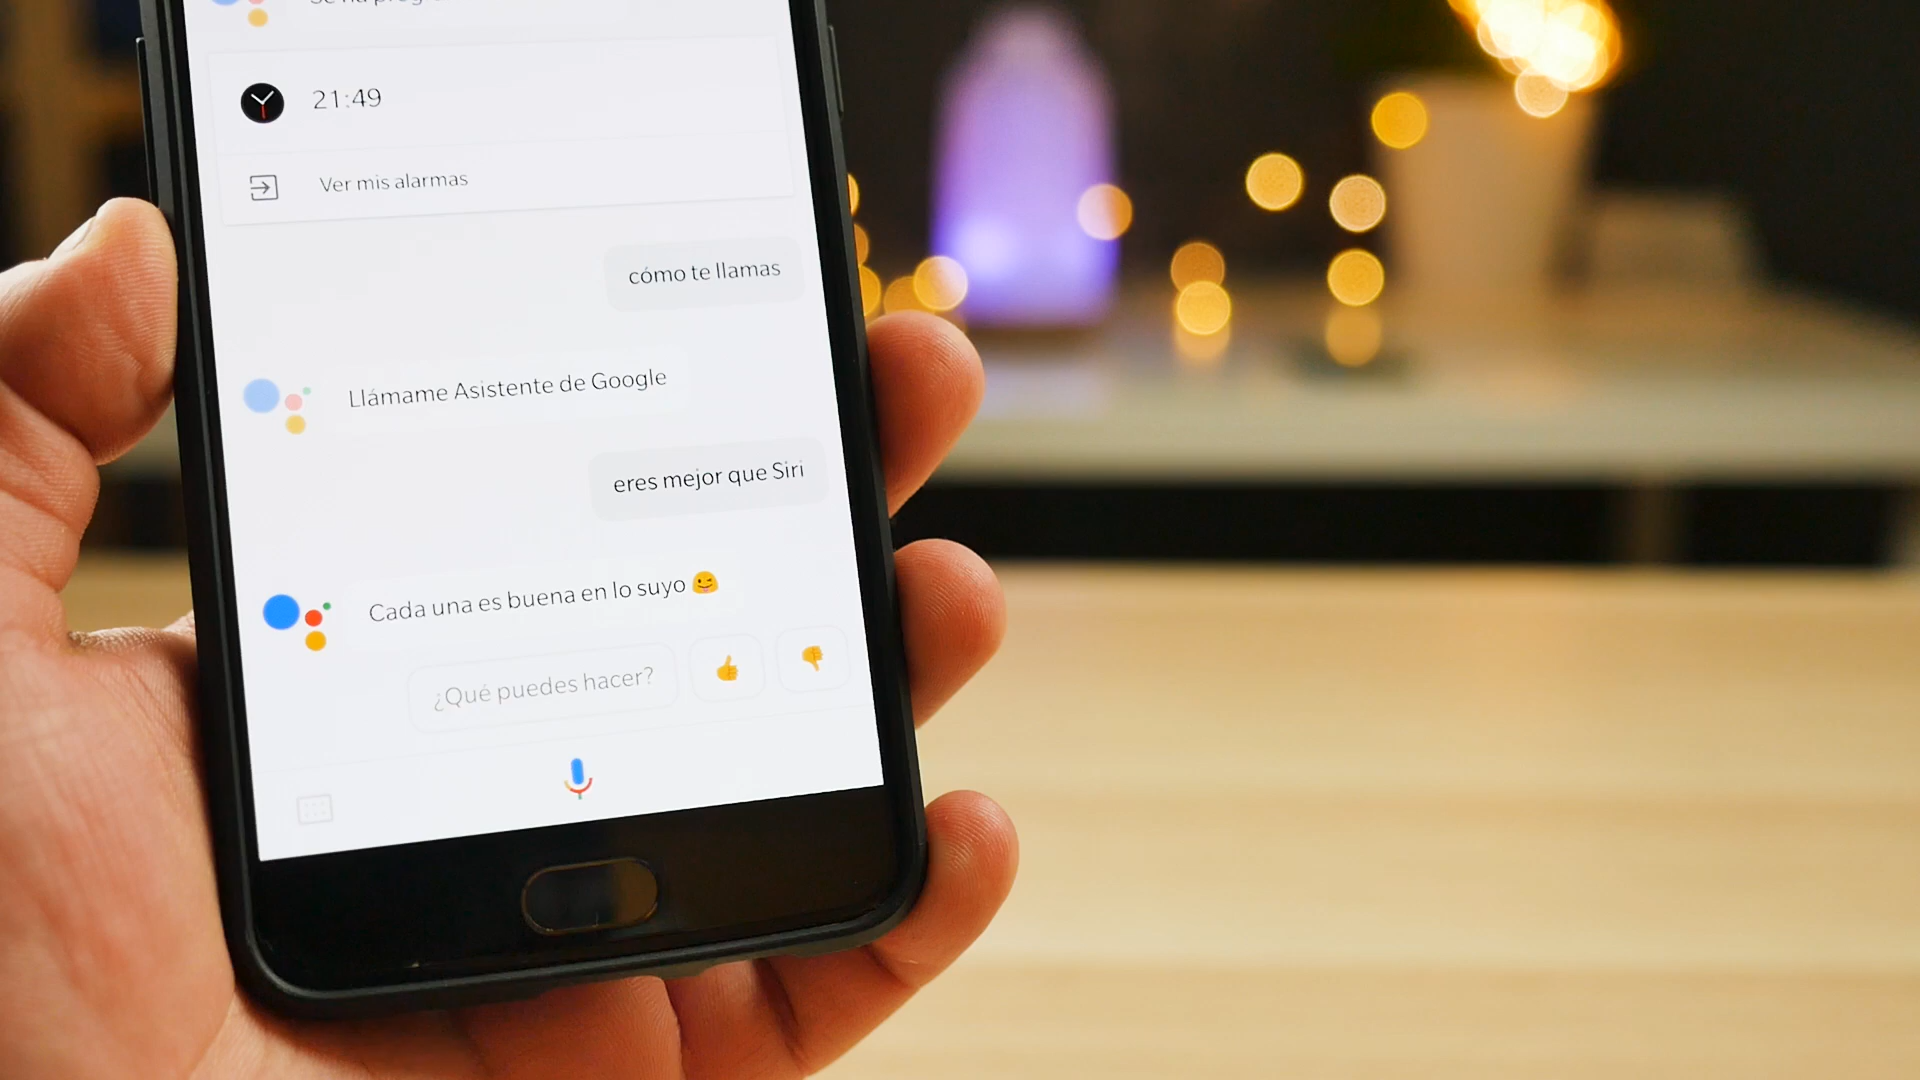 21:49
Ver mis alarmas
cómo te llamas
Llámame Asistente de Google
eres mejor que Siri
Cada una es buena en lo suyo 😜
¿Qué puedes hacer?